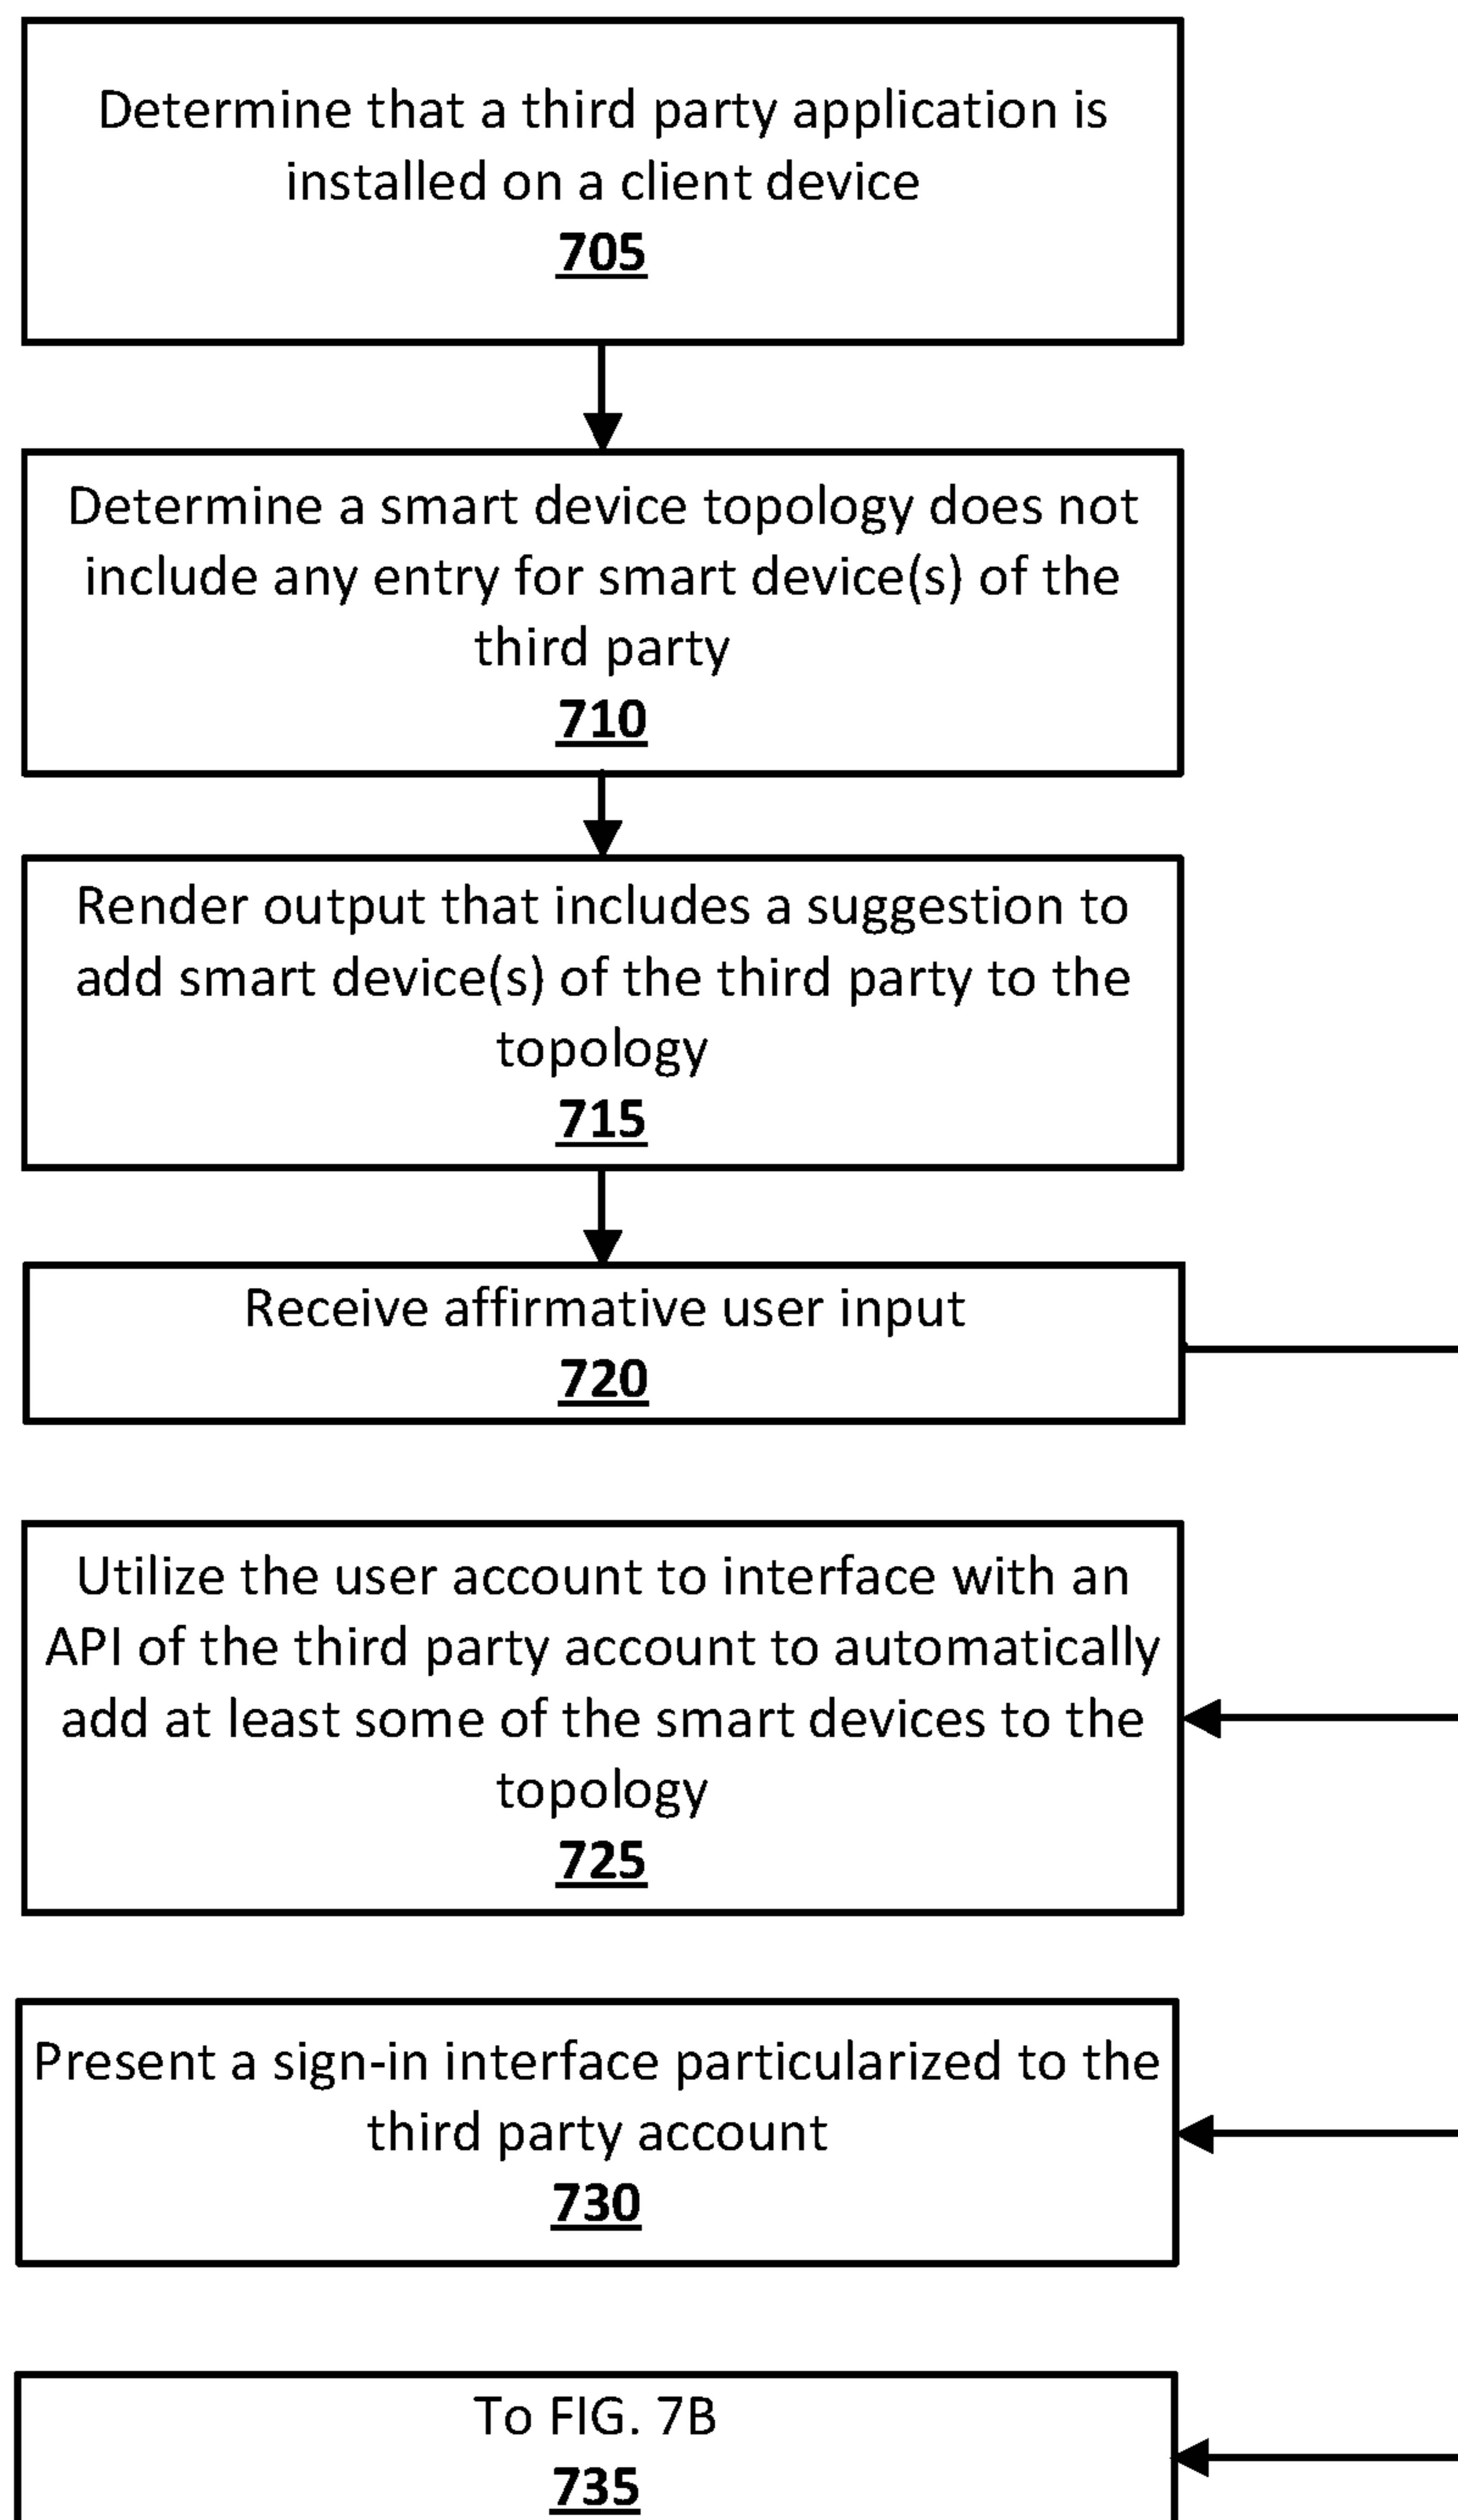 Determine that a third party application is
installed on a client device
705
Determine a smart device topology does not
include any entry for smart device(s) of the
third party
710
Render output that includes a suggestion to
add smart device(s) of the third party to the
topology
715
Receive affirmative user input
720
Utilize the user account to interface with an
API of the third party account to automatically
add at least some of the smart devices to the
topology
725
Present a sign-in interface particularized to the
third party account
730
To FIG. 7B
735